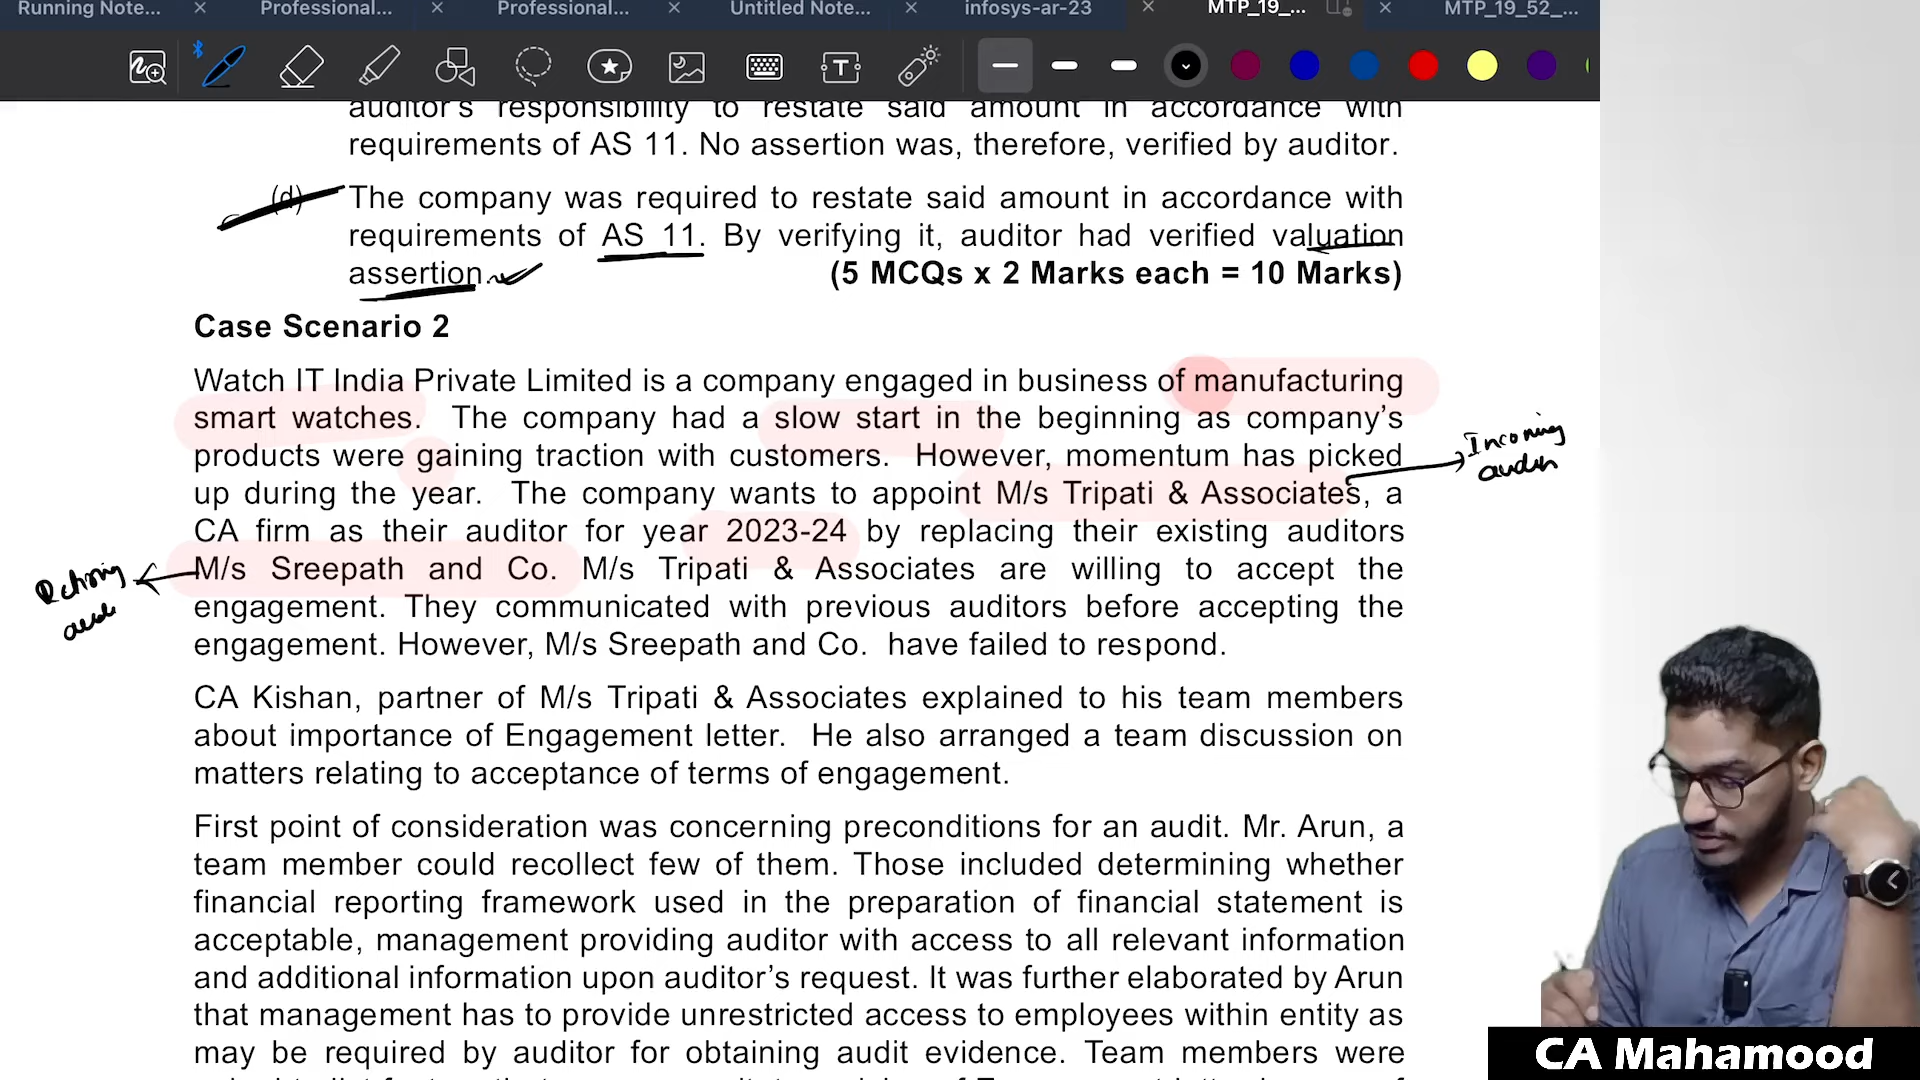 Running Note...
Professional...
Professional...
Untitled Note...
infosys-ar-23
MTP_19_...
MTP_19_52_...
auditor's responsibility to restate said amount in accordance with
requirements of AS 11. No assertion was, therefore, verified by auditor.
(d) The company was required to restate said amount in accordance with
requirements of AS 11. By verifying it, auditor had verified valuation
assertion.
(5 MCQs x 2 Marks each = 10 Marks)
Case Scenario 2
Watch IT India Private Limited is a company engaged in business of manufacturing
smart watches. The company had a slow start in the beginning as company's
products were gaining traction with customers. However, momentum has picked
up during the year. The company wants to appoint M/s Tripati & Associates, a
CA firm as their auditor for year 2023-24 by replacing their existing auditors
M/s Sreepath and Co. M/s Tripati & Associates are willing to accept the
engagement. They communicated with previous auditors before accepting the
engagement. However, M/s Sreepath and Co. have failed to respond.
Incoming
CA Kishan, partner of M/s Tripati & Associates explained to his team members
about importance of Engagement letter. He also arranged a team discussion on
matters relating to acceptance of terms of engagement.
First point of consideration was concerning preconditions for an audit. Mr. Arun, a
team member could recollect few of them. Those included determining whether
financial reporting framework used in the preparation of financial statement is
acceptable, management providing auditor with access to all relevant information
and additional information upon auditor's request. It was further elaborated by Arun
that management has to provide unrestricted access to employees within entity as
may be required by auditor for obtaining audit evidence. Team members were
CA Mahamood